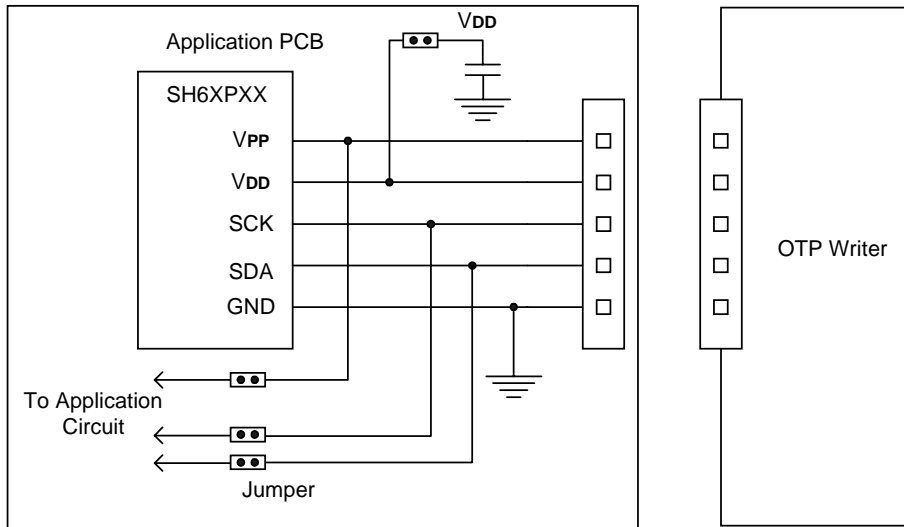 Application PCB
VDD
SH6XPXX
VPP
VDD
SCK
SDA
GND
OTP Writer
To Application
Circuit
Jumper